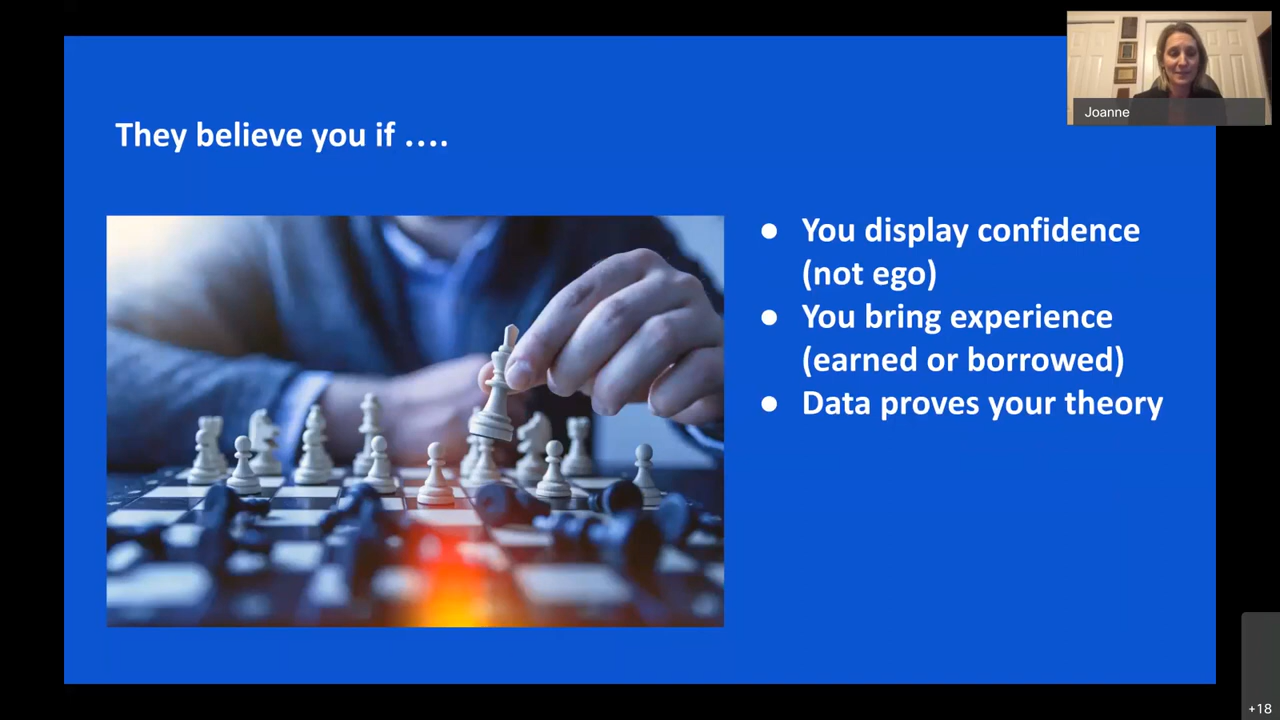 Joanne
They believe you if ....
● You display confidence
(not ego)
● You bring experience
(earned or borrowed)
● Data proves your theory
+18